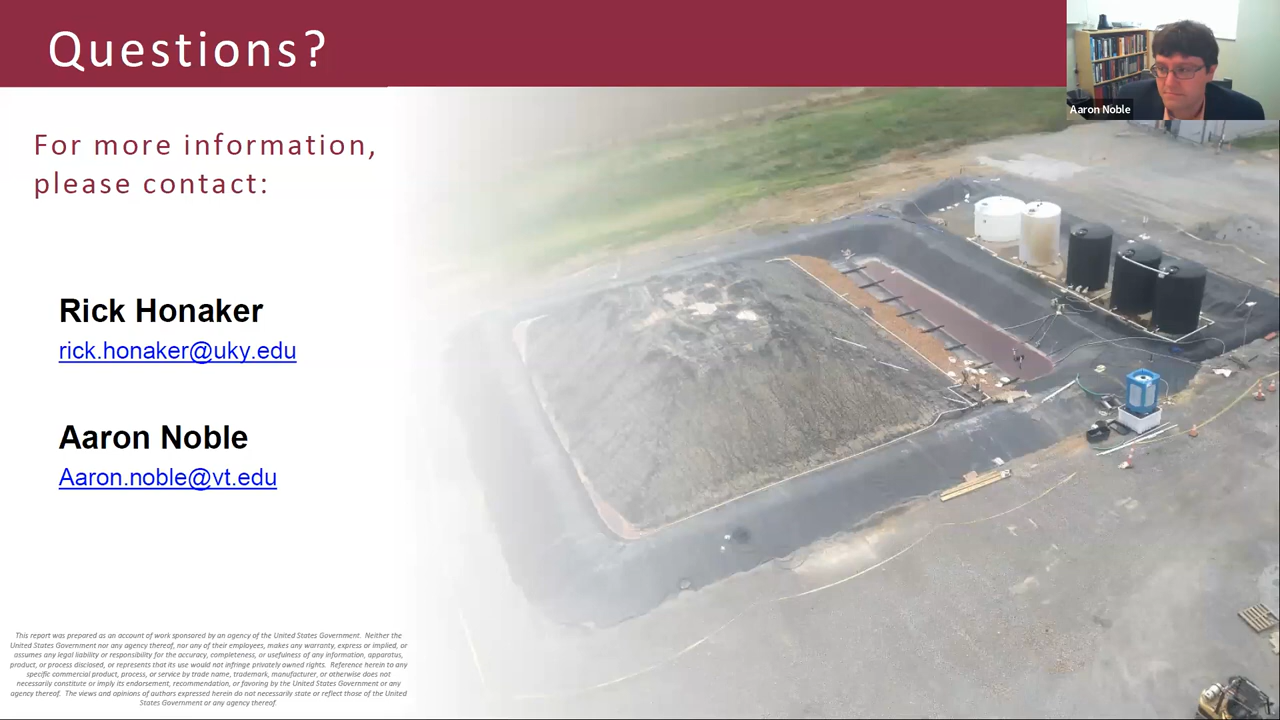 Questions?
Aaron Noble
For more information,
please contact:
Rick Honaker
rick.honaker@uky.edu
Aaron Noble
Aaron.noble@vt.edu
This report was prepared as an account of work sponsored by an agency of the United States Government. Neither the
United States Government nor any agency thereof, nor any of their employees, makes any warranty, express or implied, or
assumes any legal liability or responsibility for the accuracy, completeness, or usefulness of any information, apparatus,
product, or process disclosed, or represents that its use would not infringe privately owned rights. Reference herein to any
specific commercial product, process, or service by trade name, trademark, manufacturer, or otherwise does not
necessarily constitute or imply its endorsement, recommendation, or favoring by the United States Government or any
agency thereof. The views and opinions of authors expressed herein do not necessarily state or reflect those of the United
States Government or any agency thereof.